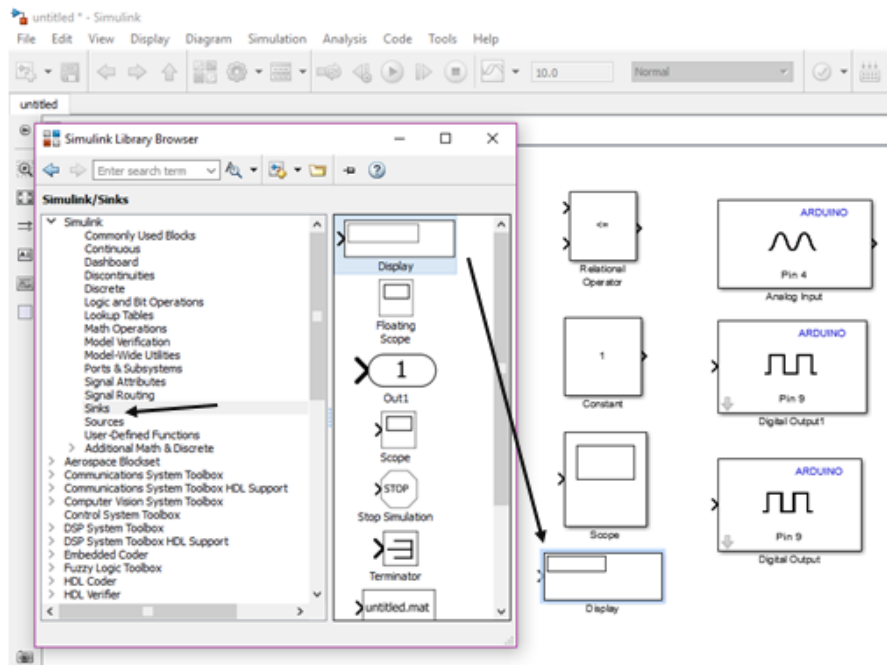 untitled * - Simulink
File Edit View Display Diagram Simulation Analysis Code Tools Help
10.0 Normal
untitled
Simulink Library Browser
Enter search term
Simulink/Sinks
Simulink
Commonly Used Blocks
Continuous
Dashboard
Discontinuities
Discrete
Logic and Bit Operations
Lookup Tables
Math Operations
Model Verification
Model-Wide Utilities
Ports & Subsystems
Signal Attributes
Signal Routing
Sinks
Sources
User-Defined Functions
Additional Math & Discrete
Aerospace Blockset
Communications System Toolbox
Communications System Toolbox HDL Support
Computer Vision System Toolbox
Control System Toolbox
DSP System Toolbox
DSP System Toolbox HDL Support
Embedded Coder
Fuzzy Logic Toolbox
HDL Coder
HDL Verifier
Display
Floating
Scope
1
Out1
Scope
STOP
Stop Simulation
Terminator
untitled.mat
<=
Relational
Operator
1
Constant
Scope
Display
ARDUINO
Pin 4
Analog Input
ARDUINO
Pin 9
Digital Output1
ARDUINO
Pin 9
Digital Output